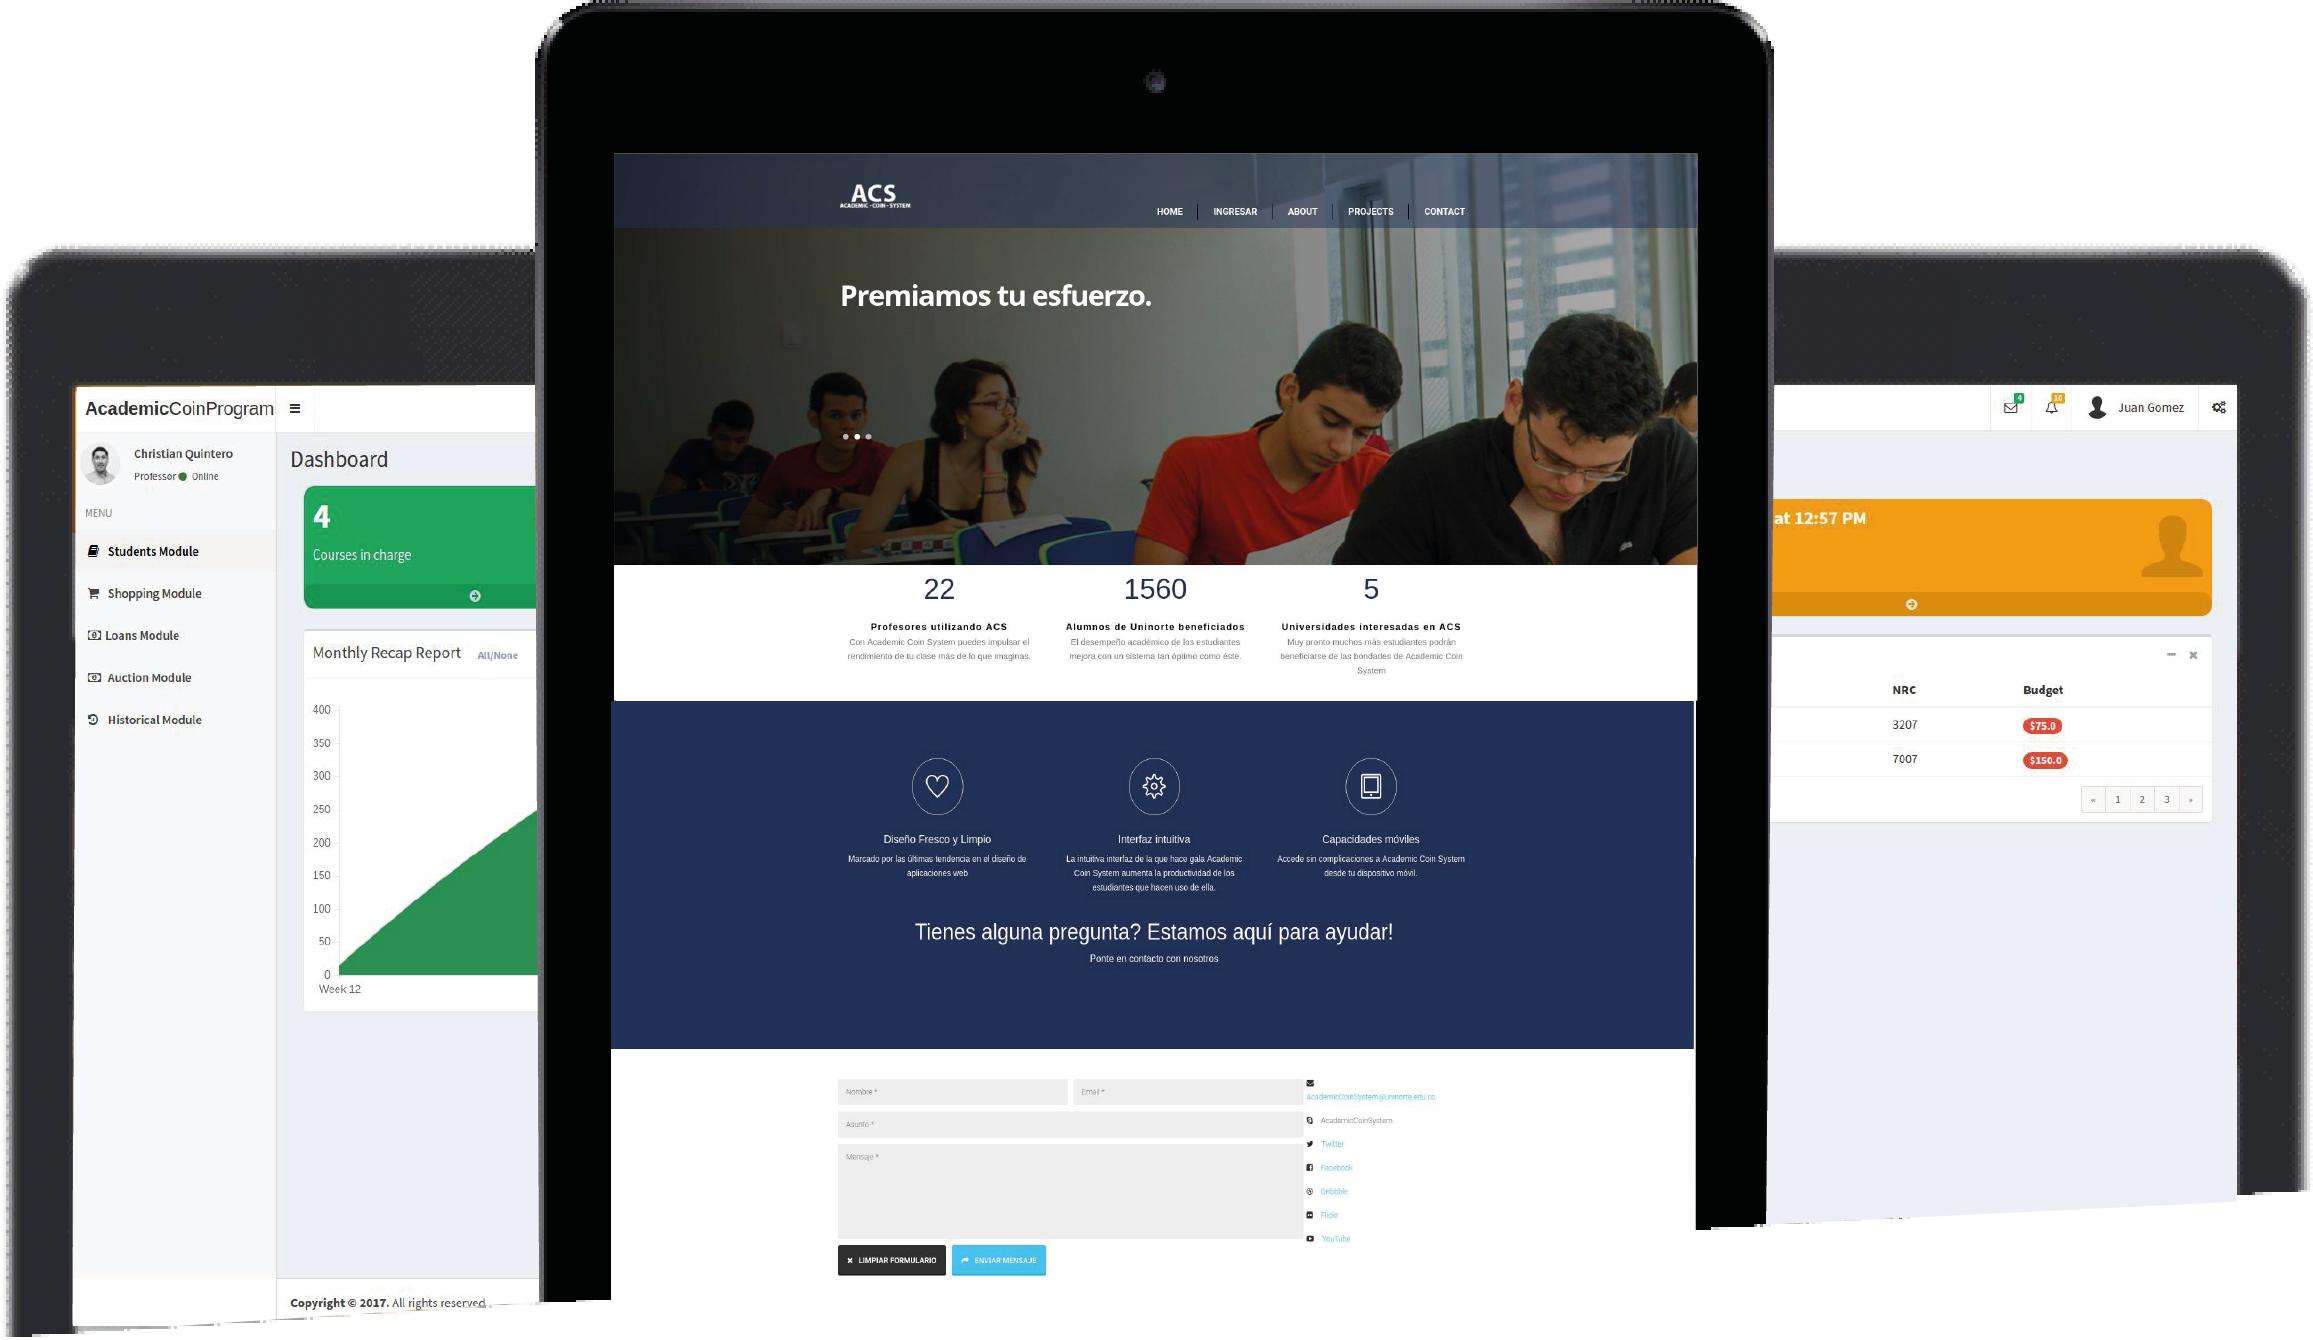 AcademicCoinProgram
Christian Quintero
Professor Online
MENU
Students Module
Shopping Module
Loans Module
Auction Module
Historical Module
Dashboard
4
Courses in charge
Monthly Recap Report All/None
400
350
300
250
200
150
100
50
0
Week 12
Copyright © 2017. All rights reserved
ACS
ACADEMIC - COIN - SYSTEM
HOME INGRESAR ABOUT PROJECTS CONTACT
Premiamos tu esfuerzo.
22
Profesores utilizando ACS
Con Academic Coin System puedes impulsar el
rendimiento de tu clase más de lo que imaginas.
1560
Alumnos de Uninorte beneficiados
El desempeño académico de los estudiantes
mejora con un sistema tan óptimo como éste.
5
Universidades interesadas en ACS
Muy pronto muchos más estudiantes podrán
beneficiarse de las bondades de Academic Coin
System
Diseño Fresco y Limpio
Marcado por las últimas tendencia en el diseño de
aplicaciones web
Interfaz intuitiva
La intuitiva interfaz de la que hace gala Academic
Coin System aumenta la productividad de los
estudiantes que hacen uso de ella.
Capacidades móviles
Accede sin complicaciones a Academic Coin System
desde tu dispositivo móvil.
Tienes alguna pregunta? Estamos aquí para ayudar!
Ponte en contacto con nosotros
Nombre *
Email *
Asunto *
Mensaje *
LIMPIAR FORMULARIO
ENVIAR MENSAJE
AcademicCoinSystem@uninorte.edu.co
AcademicCoinSystem
Twitter
Facebook
Dribbble
Flickr
YouTube
4
10
Juan Gomez
at 12:57 PM
NRC Budget
3207 $75.0
7007 $150.0
« 1 2 3 »